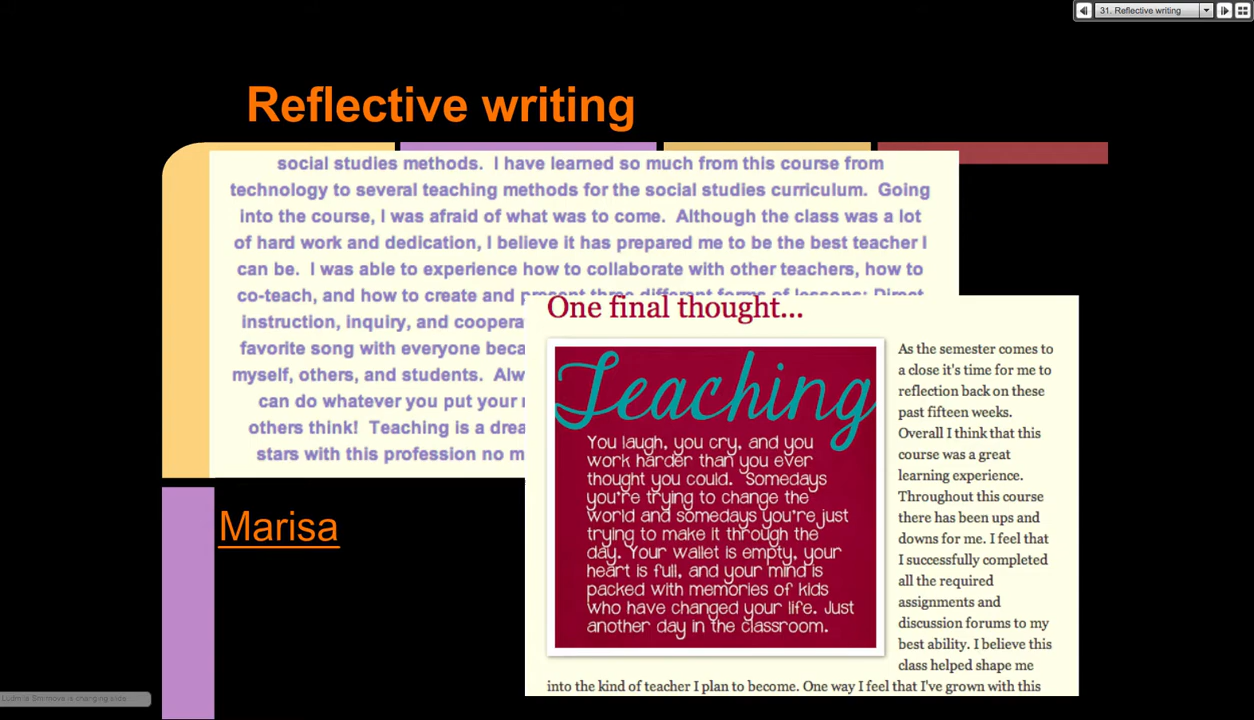 31. Reflective writing
Reflective writing
social studies methods. I have learned so much from this course from
technology to several teaching methods for the social studies curriculum. Going
into the course, I was afraid of what was to come. Although the class was a lot
of hard work and dedication, I believe it has prepared me to be the best teacher I
can be. I was able to experience how to collaborate with other teachers, how to
co-teach, and how to create and present three different forms of lessons: Direct
instruction, inquiry, and coopera
favorite song with everyone beca
myself, others, and students. Alw
can do whatever you put your
others think! Teaching is a drea
stars with this profession no m
Marisa
One final thought...
Teaching
You laugh, you cry, and you
work harder than you ever
thought you could. Somedays
you're trying to change the
world and somedays you're just
trying to make it through the
day. Your wallet is empty, your
heart is full, and your mind is
packed with memories of kids
who have changed your life. Just
another day in the classroom.
As the semester comes to
a close it's time for me to
reflection back on these
past fifteen weeks.
Overall I think that this
course was a great
learning experience.
Throughout this course
there has been ups and
downs for me. I feel that
I successfully completed
all the required
assignments and
discussion forums to my
best ability. I believe this
class helped shape me
into the kind of teacher I plan to become. One way I feel that I've grown with this
Ludmila Smirnova is changing slide